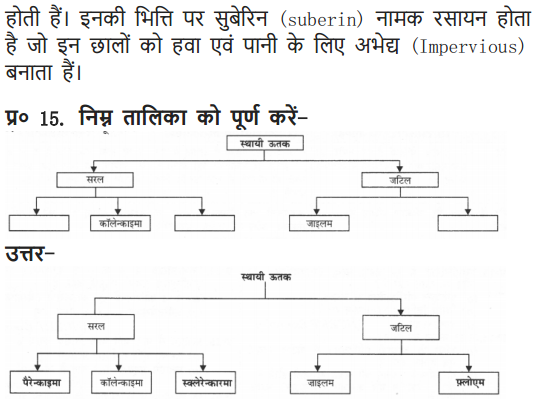 होती हैं। इनकी भित्ति पर सुबेरिन (suberin) नामक रसायन होता
है जो इन छालों को हवा एवं पानी के लिए अभेद्य (Impervious)
बनाता हैं।
प्र० 15. निम्न तालिका को पूर्ण करें-
स्थायी ऊतक
सरल जटिल
कॉलेन्काइमा जाइलम
उत्तर-
स्थायी ऊतक
सरल जटिल
पैरेन्काइमा कॉलेन्काइमा स्क्लेरेन्कारमा ज़ाइलम फ़्लोएम